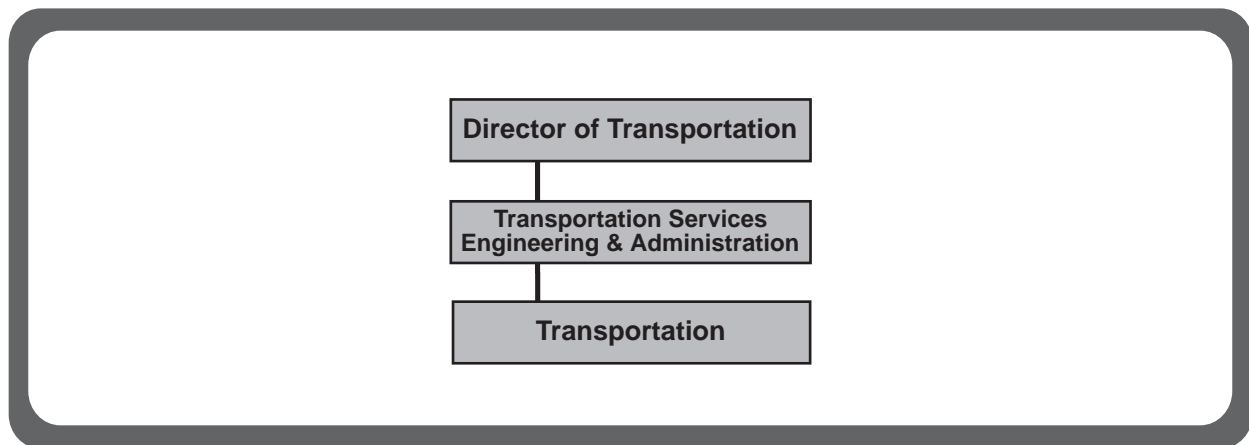 Director of Transportation
Transportation Services
Engineering & Administration
Transportation